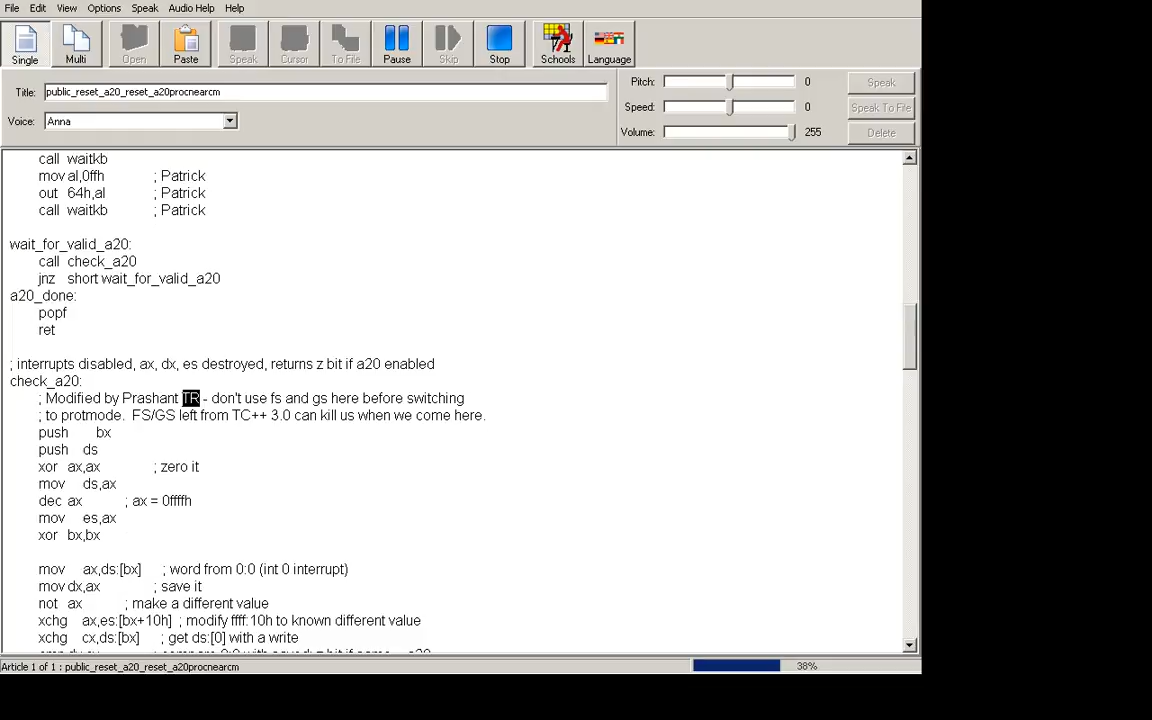 File Edit View Options Speak Audio Help Help
Single Multi Open Paste Speak Cursor To File Pause Skip Stop Schools Language
Title: public_reset_a20_reset_a20procnearcm
Voice: Anna
Pitch: 0 Speak
Speed: 0 Speak To File
Volume: 255 Delete
call waitkb
mov al,0ffh ; Patrick
out 64h,al ; Patrick
call waitkb ; Patrick
wait_for_valid_a20:
call check_a20
jnz short wait_for_valid_a20
a20_done:
popf
ret
; interrupts disabled, ax, dx, es destroyed, returns z bit if a20 enabled
check_a20:
; Modified by Prashant TR - don't use fs and gs here before switching
; to protmode. FS/GS left from TC++ 3.0 can kill us when we come here.
push bx
push ds
xor ax,ax ; zero it
mov ds,ax
dec ax ; ax = 0ffffh
mov es,ax
xor bx,bx
mov ax,ds:[bx] ; word from 0:0 (int 0 interrupt)
mov dx,ax ; save it
not ax ; make a different value
xchg ax,es:[bx+10h] ; modify ffff:10h to known different value
xchg cx,ds:[bx] ; get ds:[0] with a write
Article 1 of 1 : public_reset_a20_reset_a20procnearcm 38%